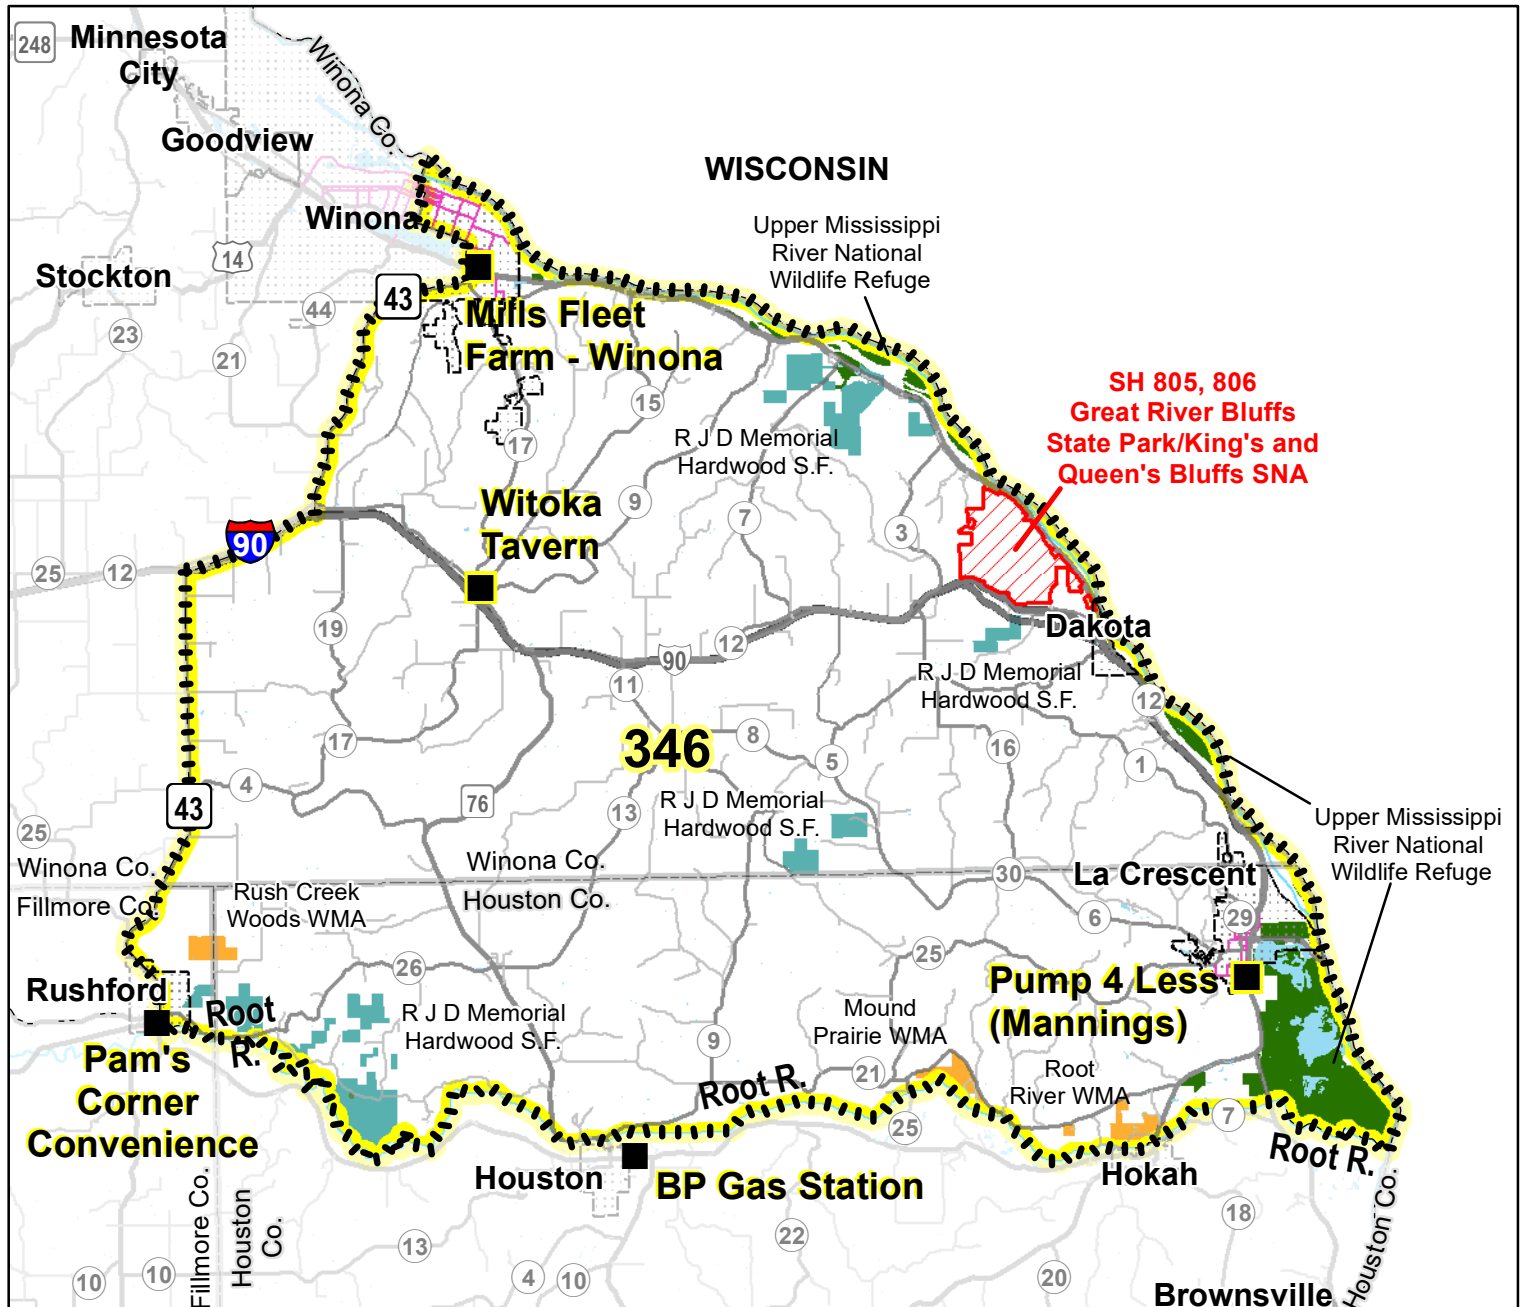 248
Minnesota
City
Winona Co.
Goodview
WISCONSIN
Winona
Upper Mississippi
River National
Wildlife Refuge
14
Stockton
43
44
23
21
Mills Fleet
Farm - Winona
SH 805, 806
Great River Bluffs
State Park/King's and
Queen's Bluffs SNA
15
17
R J D Memorial
Hardwood S.F.
Witoka
Tavern
9
7
3
90
25
12
19
Dakota
12
90
11
R J D Memorial
Hardwood S.F.
12
346
8
16
17
5
1
4
43
76
13
R J D Memorial
Hardwood S.F.
25
Upper Mississippi
River National
Wildlife Refuge
Winona Co.
Winona Co.
Fillmore Co.
Houston Co.
Rush Creek
Woods WMA
30
La Crescent
6
29
25
26
Rushford
Pump 4 Less
(Mannings)
Root
R.
R J D Memorial
Hardwood S.F.
Mound
Prairie WMA
9
21
Root
River WMA
Pam's
Corner
Convenience
Root R.
25
7
Root R.
Houston
BP Gas Station
Hokah
Fillmore Co.
Houston
Co.
Houston Co.
13
22
18
10
10
4
10
20
Brownsville